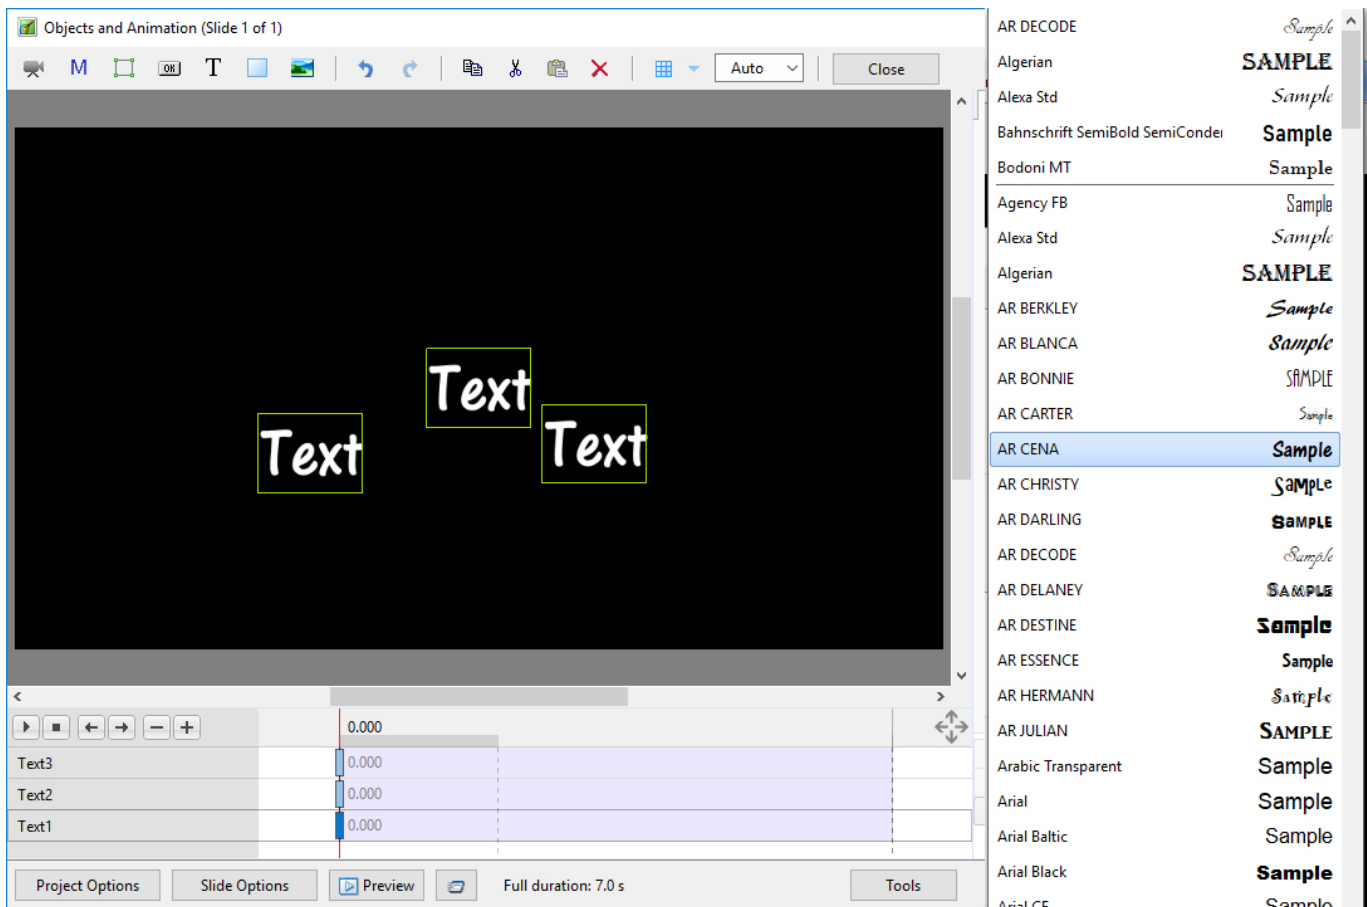 Objects and Animation (Slide 1 of 1)
M OK T Auto Close
Text
Text
Text
0.000
Text3 0.000
Text2 0.000
Text1 0.000
Project Options Slide Options Preview Full duration: 7.0 s Tools
AR DECODE Sample
Algerian SAMPLE
Alexa Std Sample
Bahnschrift SemiBold SemiConder Sample
Bodoni MT Sample
Agency FB Sample
Alexa Std Sample
Algerian SAMPLE
AR BERKLEY Sample
AR BLANCA Sample
AR BONNIE SAMPLE
AR CARTER Sample
AR CENA Sample
AR CHRISTY SaMPLe
AR DARLING SaMPLE
AR DECODE Sample
AR DELANEY SAMPLE
AR DESTINE Sample
AR ESSENCE Sample
AR HERMANN Sample
AR JULIAN SAMPLE
Arabic Transparent Sample
Arial Sample
Arial Baltic Sample
Arial Black Sample
Arial CE Sample